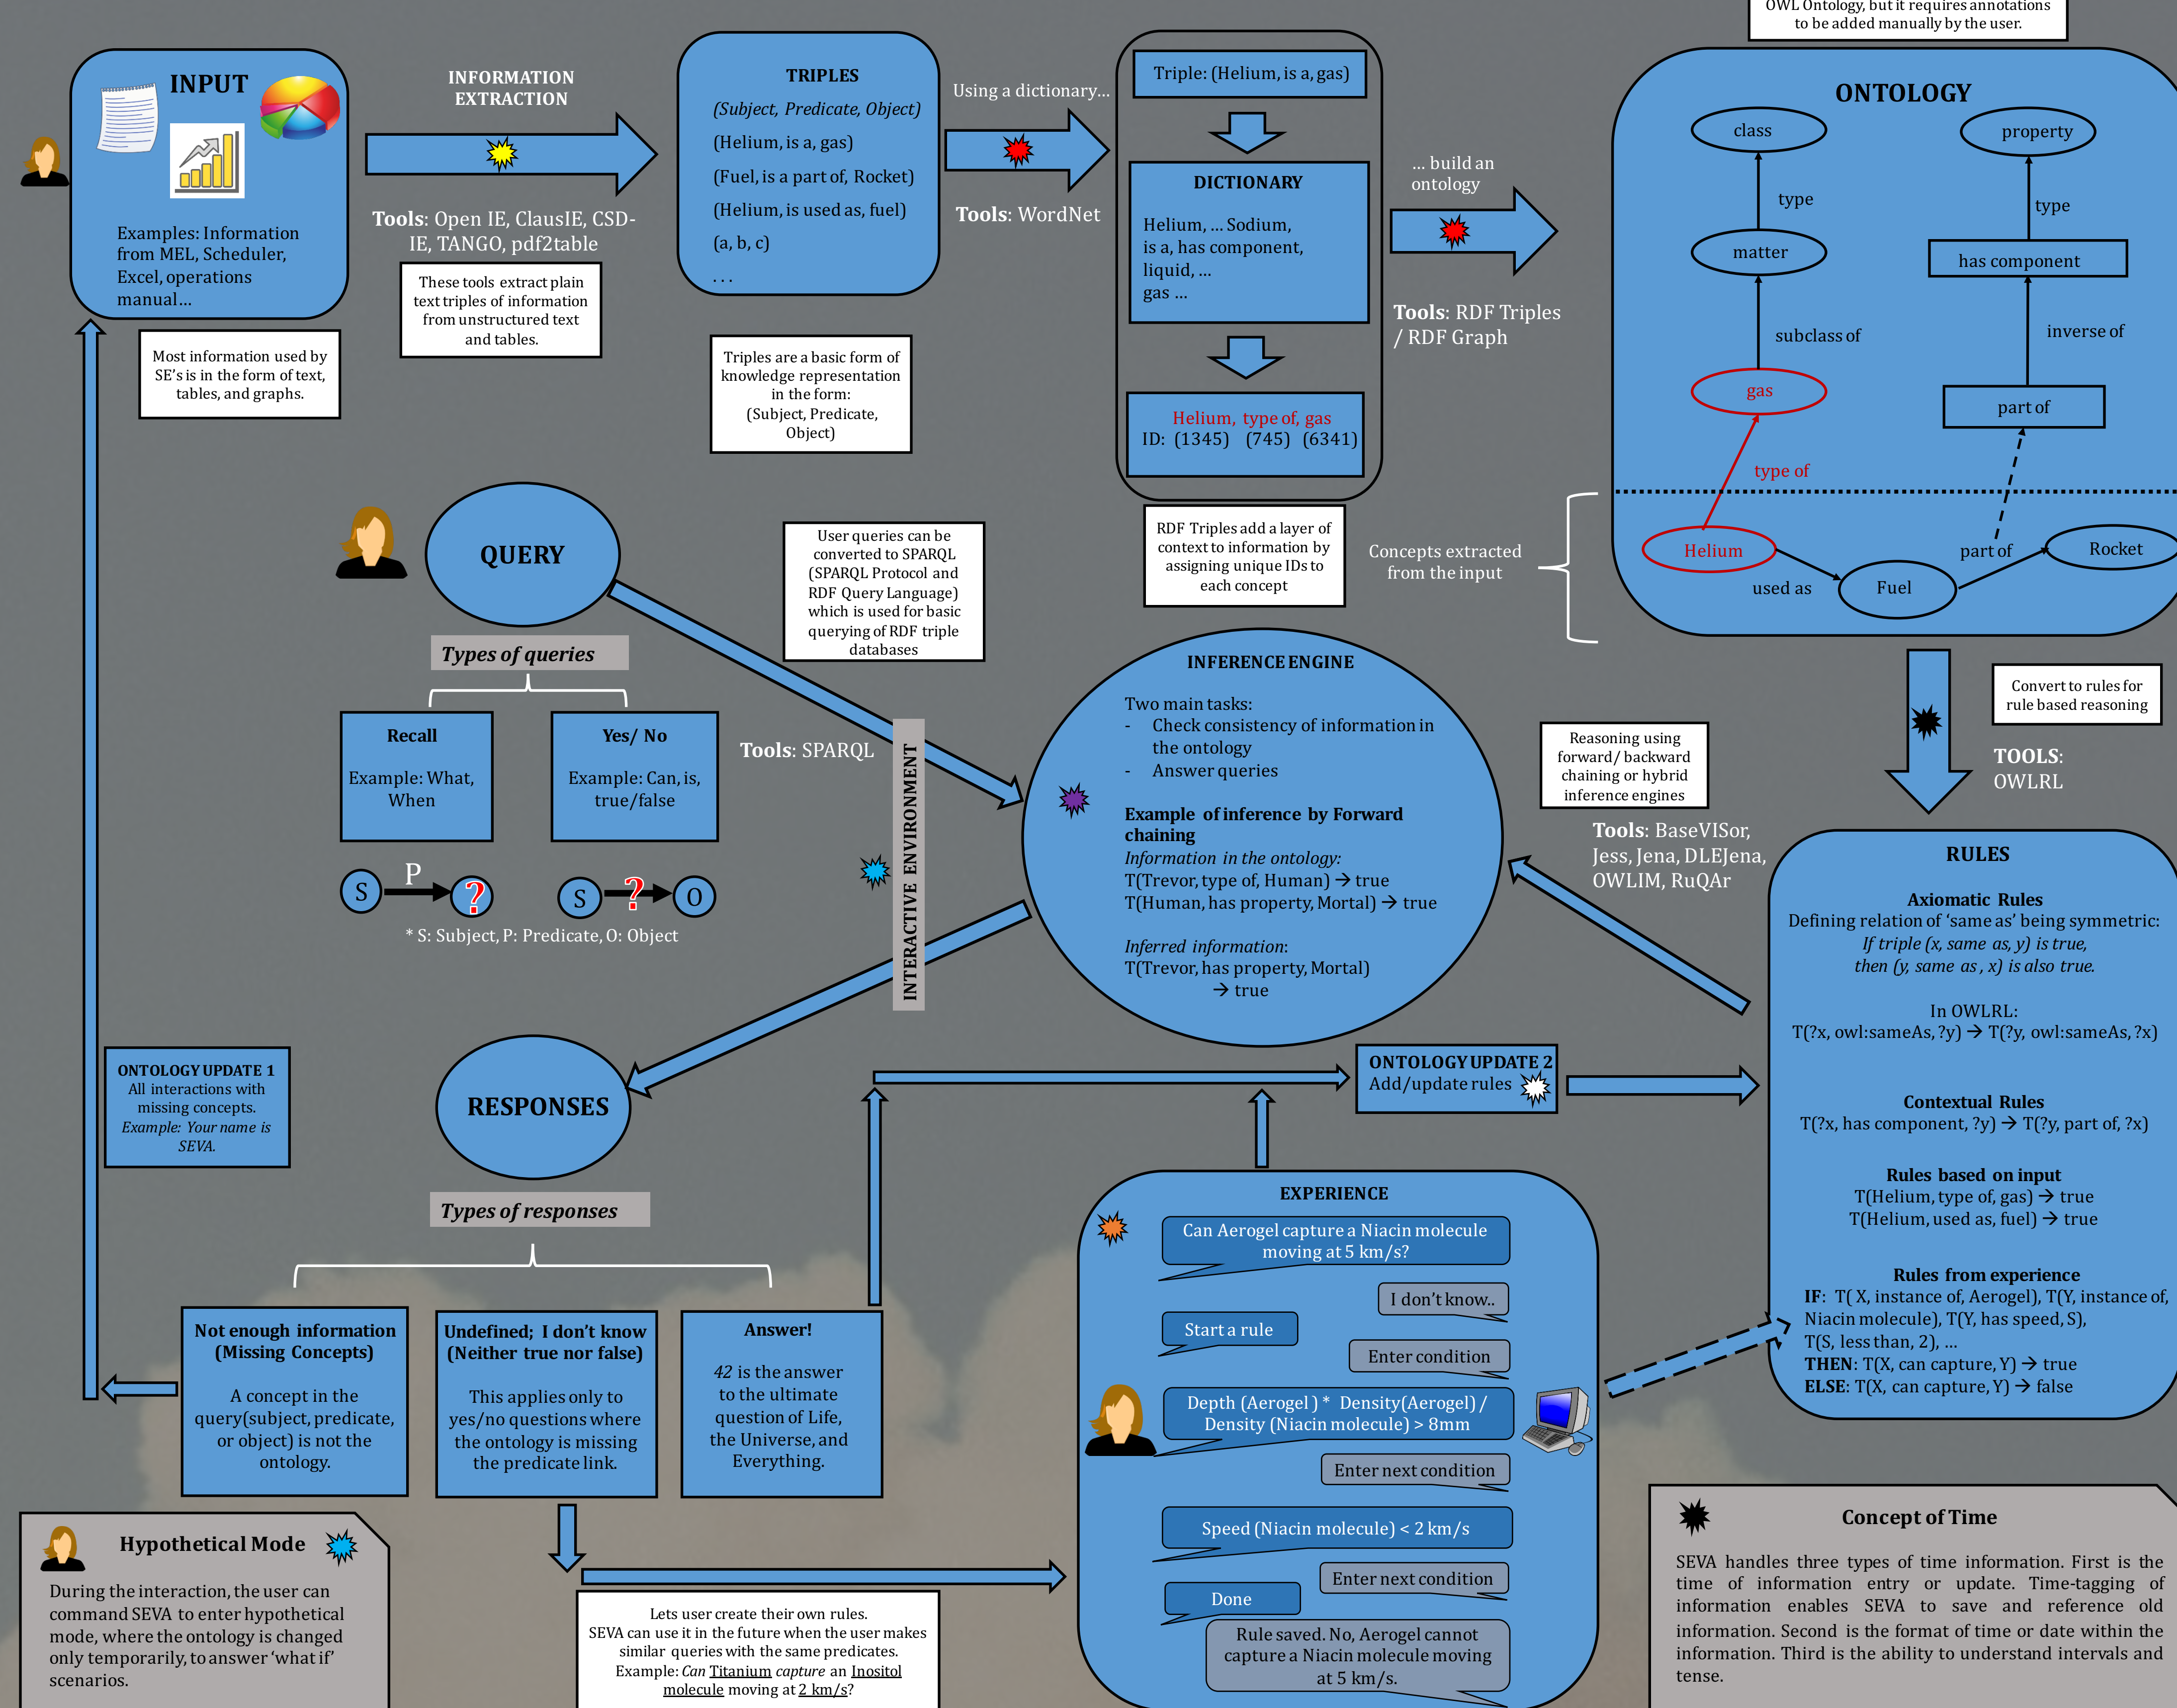 OWL Ontology, but it requires annotations
to be added manually by the user.
INPUT
Examples: Information
from MEL, Scheduler,
Excel, operations
manual…
Most information used by
SE's is in the form of text,
tables, and graphs.
INFORMATION
EXTRACTION
Tools: Open IE, ClausIE, CSD-
IE, TANGO, pdf2table
These tools extract plain
text triples of information
from unstructured text
and tables.
TRIPLES
(Subject, Predicate, Object)
(Helium, is a, gas)
(Fuel, is a part of, Rocket)
(Helium, is used as, fuel)
(a, b, c)
. . .
Triples are a basic form of
knowledge representation
in the form:
(Subject, Predicate,
Object)
Using a dictionary…
Tools: WordNet
Triple: (Helium, is a, gas)
DICTIONARY
Helium, … Sodium,
is a, has component,
liquid, …
gas …
Helium, type of, gas
ID: (1345) (745) (6341)
RDF Triples add a layer of
context to information by
assigning unique IDs to
each concept
… build an
ontology
Tools: RDF Triples
/ RDF Graph
Concepts extracted
from the input
ONTOLOGY
class
property
type
type
matter
has component
subclass of
inverse of
gas
part of
type of
Helium
part of
Rocket
used as
Fuel
Convert to rules for
rule based reasoning
TOOLS:
OWLRL
QUERY
Types of queries
Recall
Example: What,
When
Yes/ No
Example: Can, is,
true/false
S
P
?
S
?
O
* S: Subject, P: Predicate, O: Object
User queries can be
converted to SPARQL
(SPARQL Protocol and
RDF Query Language)
which is used for basic
querying of RDF triple
databases
Tools: SPARQL
INTERACTIVE ENVIRONMENT
INFERENCE ENGINE
Two main tasks:
- Check consistency of information in
the ontology
- Answer queries
Example of inference by Forward
chaining
Information in the ontology:
T(Trevor, type of, Human) → true
T(Human, has property, Mortal) → true
Inferred information:
T(Trevor, has property, Mortal)
→ true
Reasoning using
forward/ backward
chaining or hybrid
inference engines
Tools: BaseVISor,
Jess, Jena, DLEJena,
OWLIM, RuQAr
RULES
Axiomatic Rules
Defining relation of ‘same as’ being symmetric:
If triple (x, same as, y) is true,
then (y, same as , x) is also true.
In OWLRL:
T(?x, owl:sameAs, ?y) → T(?y, owl:sameAs, ?x)
Contextual Rules
T(?x, has component, ?y) → T(?y, part of, ?x)
Rules based on input
T(Helium, type of, gas) → true
T(Helium, used as, fuel) → true
Rules from experience
IF: T( X, instance of, Aerogel), T(Y, instance of,
Niacin molecule), T(Y, has speed, S),
T(S, less than, 2), …
THEN: T(X, can capture, Y) → true
ELSE: T(X, can capture, Y) → false
ONTOLOGY UPDATE 1
All interactions with
missing concepts.
Example: Your name is
SEVA.
RESPONSES
Types of responses
Not enough information
(Missing Concepts)
A concept in the
query(subject, predicate,
or object) is not the
ontology.
Undefined; I don't know
(Neither true nor false)
This applies only to
yes/no questions where
the ontology is missing
the predicate link.
Answer!
42 is the answer
to the ultimate
question of Life,
the Universe, and
Everything.
ONTOLOGY UPDATE 2
Add/update rules
EXPERIENCE
Can Aerogel capture a Niacin molecule
moving at 5 km/s?
I don't know..
Start a rule
Enter condition
Depth (Aerogel ) * Density(Aerogel) /
Density (Niacin molecule) > 8mm
Enter next condition
Speed (Niacin molecule) < 2 km/s
Enter next condition
Done
Rule saved. No, Aerogel cannot
capture a Niacin molecule moving
at 5 km/s.
Hypothetical Mode
During the interaction, the user can
command SEVA to enter hypothetical
mode, where the ontology is changed
only temporarily, to answer ‘what if’
scenarios.
Lets user create their own rules.
SEVA can use it in the future when the user makes
similar queries with the same predicates.
Example: Can Titanium capture an Inositol
molecule moving at 2 km/s?
Concept of Time
SEVA handles three types of time information. First is the
time of information entry or update. Time-tagging of
information enables SEVA to save and reference old
information. Second is the format of time or date within the
information. Third is the ability to understand intervals and
tense.